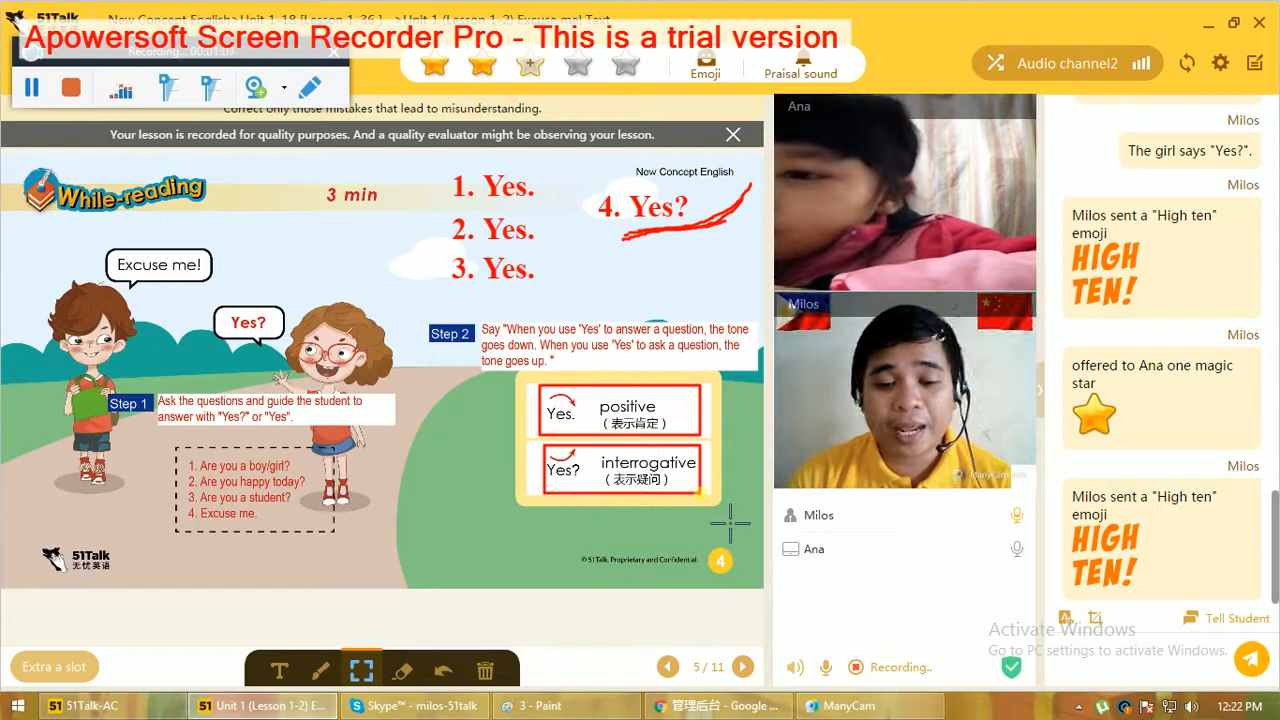 51Talk New Concept English>Unit 1-18 [Lesson 1-36 ] >Unit 1 (Lesson 1-2) Excuse me! Text
Apowersoft Screen Recorder Pro - This is a trial version
Emoji
Praisal sound
Audio channel2
Correct only those mistakes that lead to misunderstanding.
Your lesson is recorded for quality purposes. And a quality evaluator might be observing your lesson.
While-reading
3 min
New Concept English
1. Yes.
2. Yes.
3. Yes.
4. Yes?
Excuse me!
Yes?
Step 2
Say "When you use 'Yes' to answer a question, the tone
goes down. When you use 'Yes' to ask a question, the
tone goes up. "
Step 1
Ask the questions and guide the student to
answer with "Yes?" or "Yes".
Yes. positive
（表示肯定）
Yes? interrogative
（表示疑问）
1. Are you a boy/girl?
2. Are you happy today?
3. Are you a student?
4. Excuse me.
51Talk
无忧英语
© 51Talk. Proprietary and Confidential.
4
Extra a slot
5 / 11
Ana
Milos
ManyCam
Milos
Ana
Recording..
Milos
The girl says "Yes?".
Milos
Milos sent a "High ten"
emoji
HIGH
TEN!
Milos
offered to Ana one magic
star
Milos
Milos sent a "High ten"
emoji
HIGH
TEN!
Tell Student
Activate Windows
Go to PC settings to activate Windows.
51 51Talk-AC
51 Unit 1 (Lesson 1-2) E...
Skype™ - milos-51talk
3 - Paint
管理后台 - Google ...
ManyCam
12:22 PM